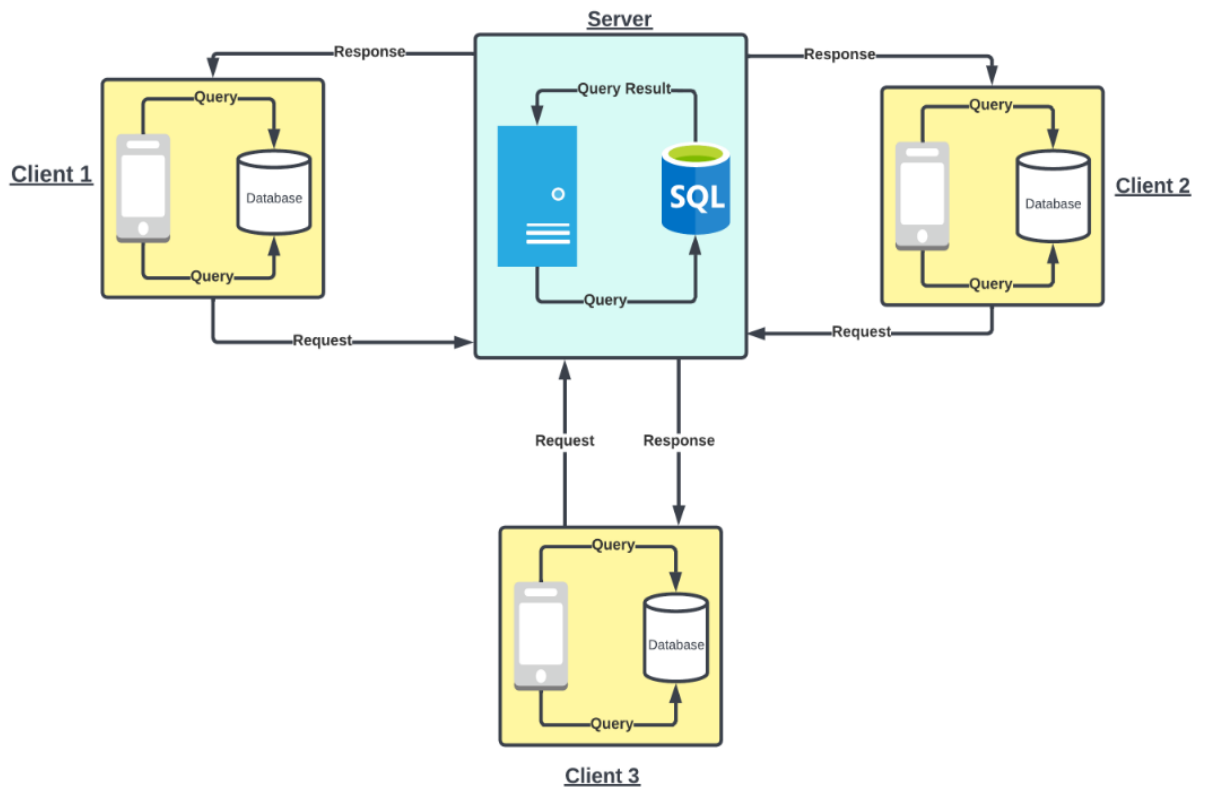 Server
Response
Response
Query
Query Result
Query
Client 1
Database
SQL
Database
Client 2
Query
Query
Query
Request
Request
Request
Response
Query
Database
Query
Client 3